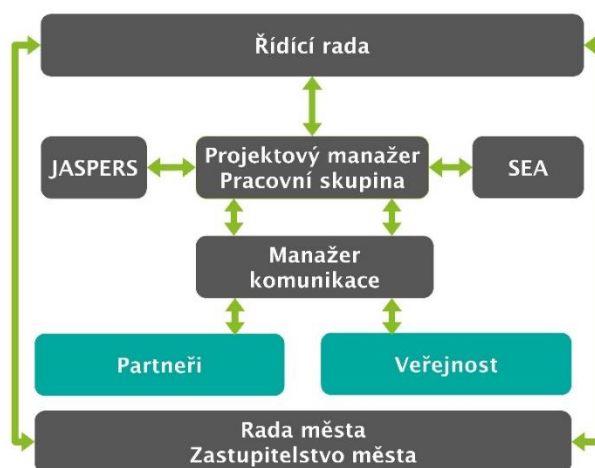 Řídící rada
JASPERS
Projektový manažer
Pracovní skupina
SEA
Manažer
komunikace
Partneři
Veřejnost
Rada města
Zastupitelstvo města